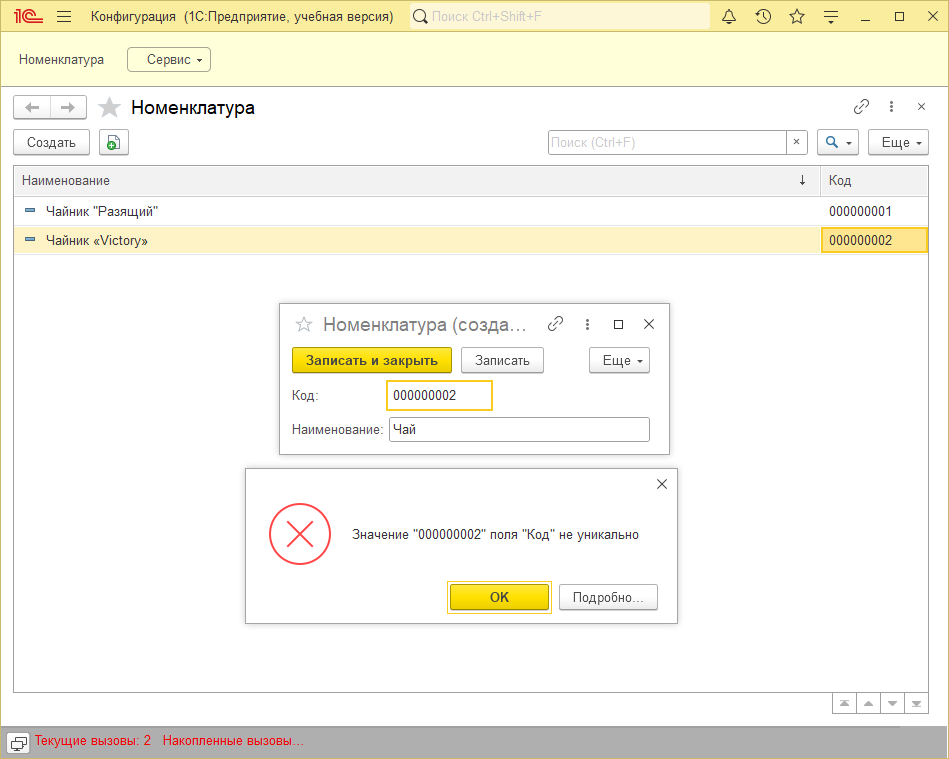 1С Конфигурация (1С:Предприятие, учебная версия) Поиск Ctrl+Shift+F
Номенклатура Сервис
Номенклатура
Создать Поиск (Ctrl+F) × Еще
Наименование ↓ Код
Чайник "Разящий" 000000001
Чайник «Victory» 000000002
Номенклатура (созда...
Записать и закрыть Записать Еще
Код: 000000002
Наименование: Чай
Значение "000000002" поля "Код" не уникально
OK Подробно...
Текущие вызовы: 2 Накопленные вызовы...